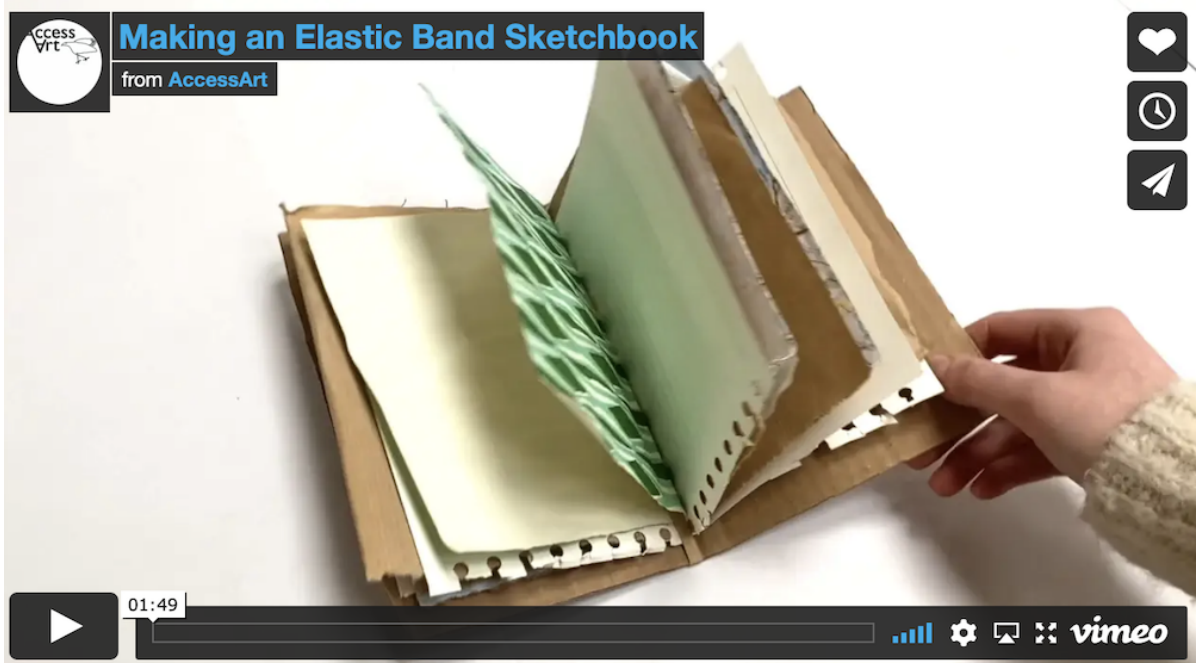 Access
Art
Making an Elastic Band Sketchbook
from AccessArt
01:49
vimeo